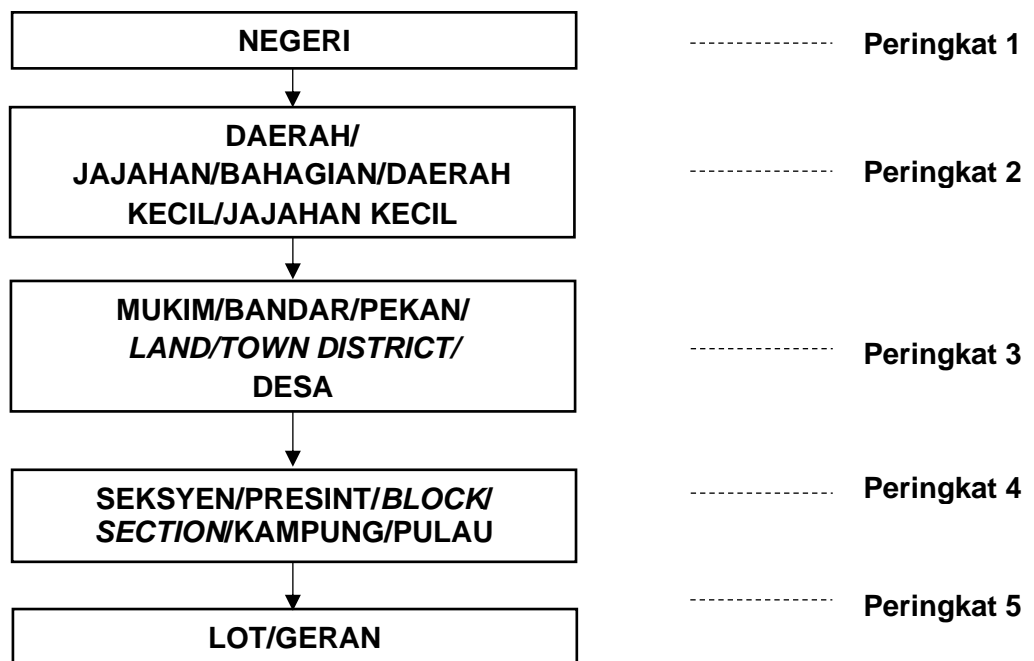 NEGERI
Peringkat 1
DAERAH/
JAJAHAN/BAHAGIAN/DAERAH
KECIL/JAJAHAN KECIL
Peringkat 2
MUKIM/BANDAR/PEKAN/
LAND/TOWN DISTRICT/
DESA
Peringkat 3
SEKSYEN/PRESINT/BLOCK/
SECTION/KAMPUNG/PULAU
Peringkat 4
LOT/GERAN
Peringkat 5